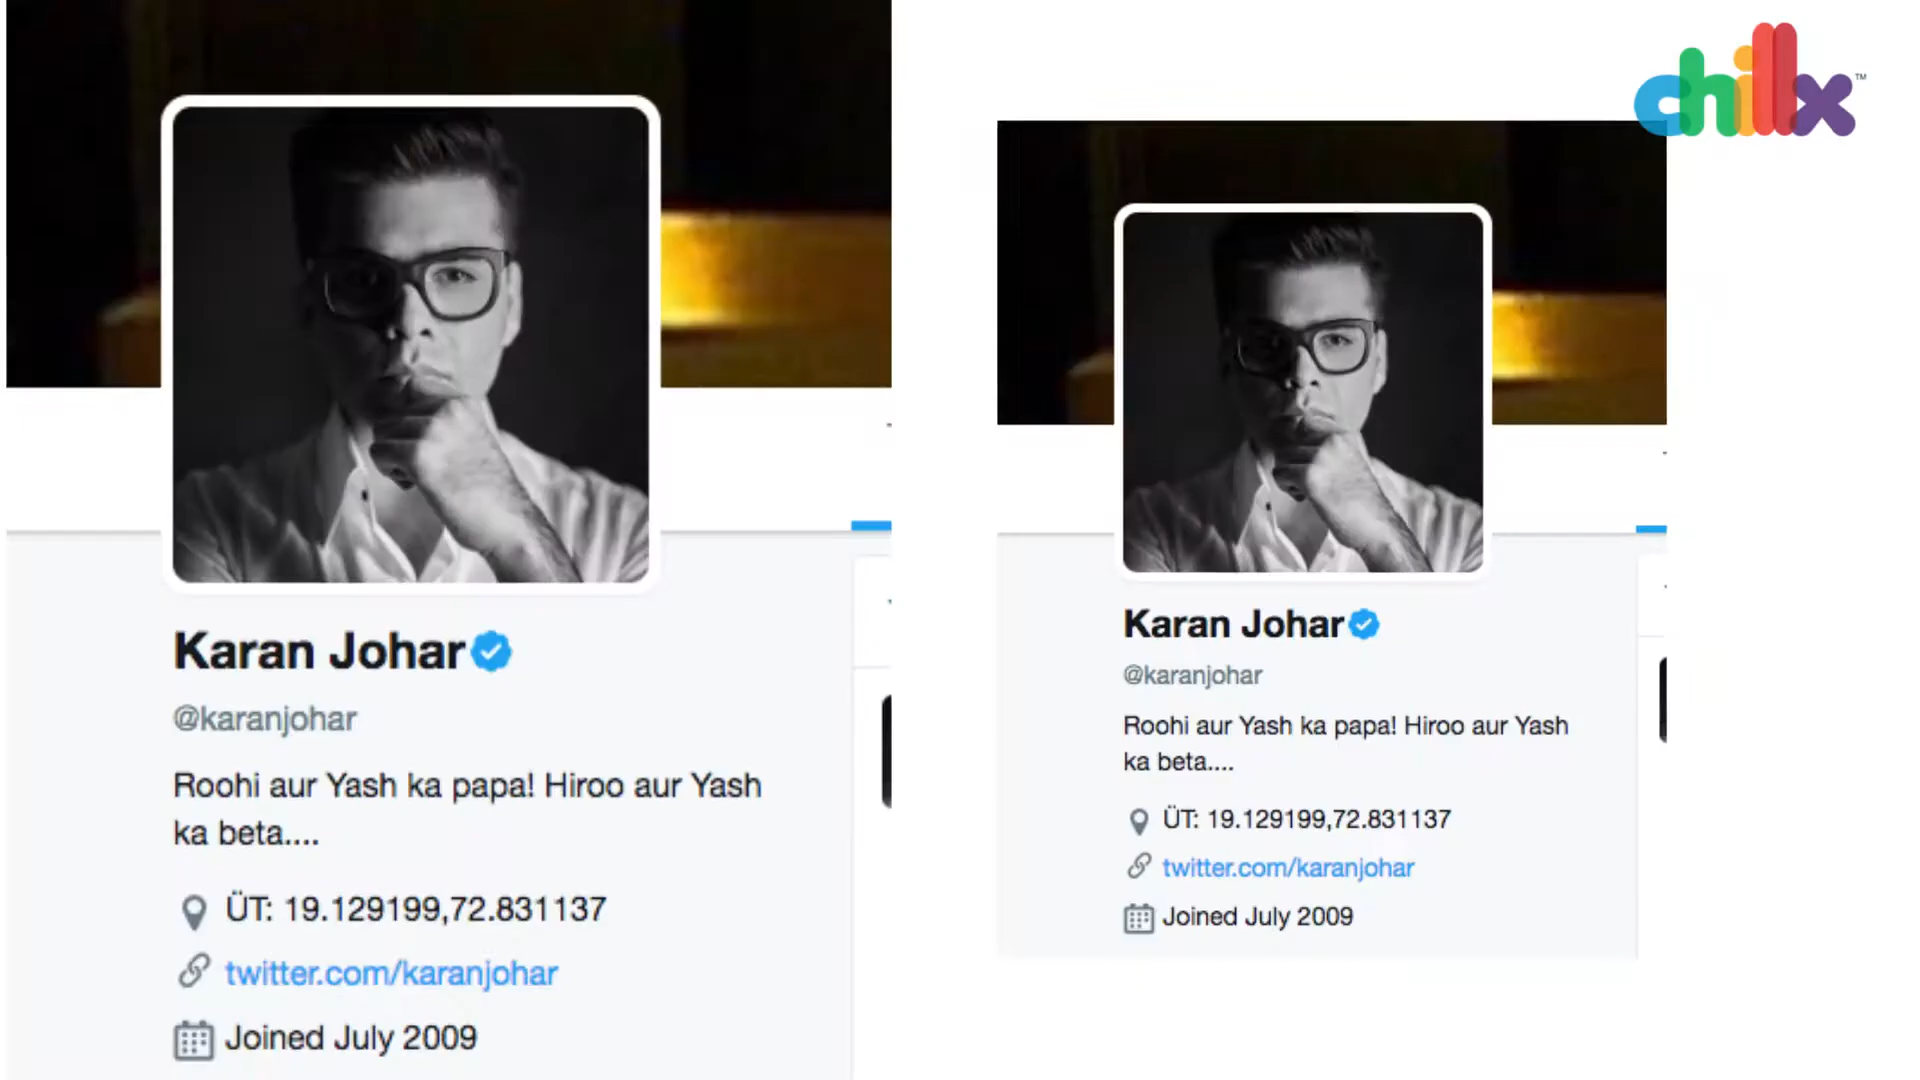 Karan Johar
@karanjohar
Roohi aur Yash ka papa! Hiroo aur Yash
ka beta....
ÜT: 19.129199,72.831137
twitter.com/karanjohar
Joined July 2009
chillx™
Karan Johar
@karanjohar
Roohi aur Yash ka papa! Hiroo aur Yash
ka beta....
ÜT: 19.129199,72.831137
twitter.com/karanjohar
Joined July 2009